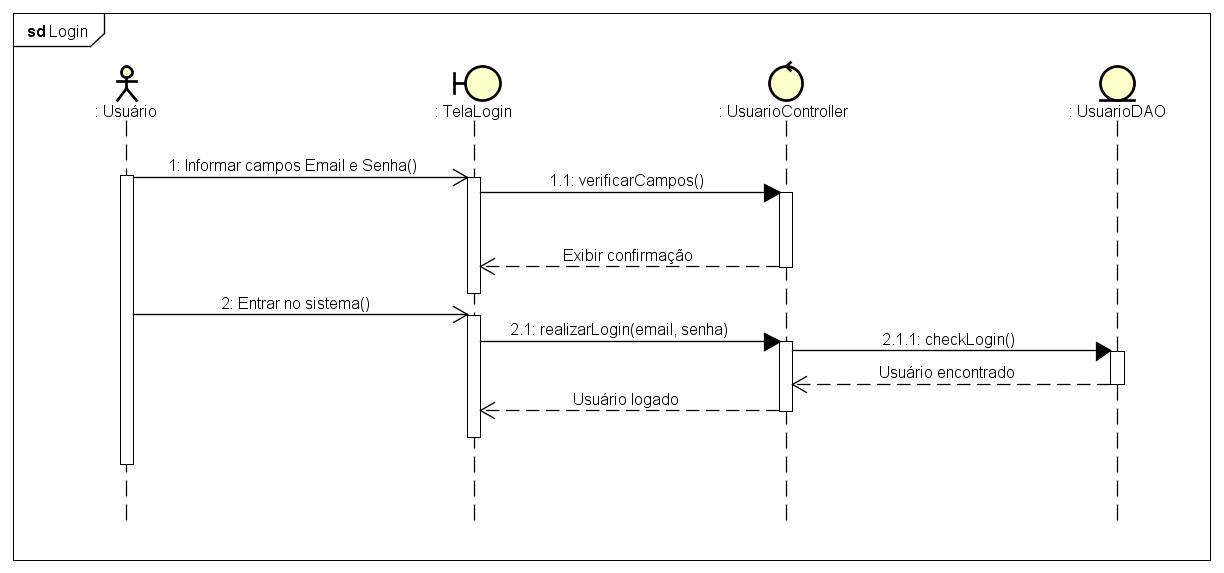 sd Login
: Usuário
: TelaLogin
: UsuarioController
: UsuarioDAO
1: Informar campos Email e Senha()
1.1: verificarCampos()
Exibir confirmação
2: Entrar no sistema()
2.1: realizarLogin(email, senha)
2.1.1: checkLogin()
Usuário encontrado
Usuário logado